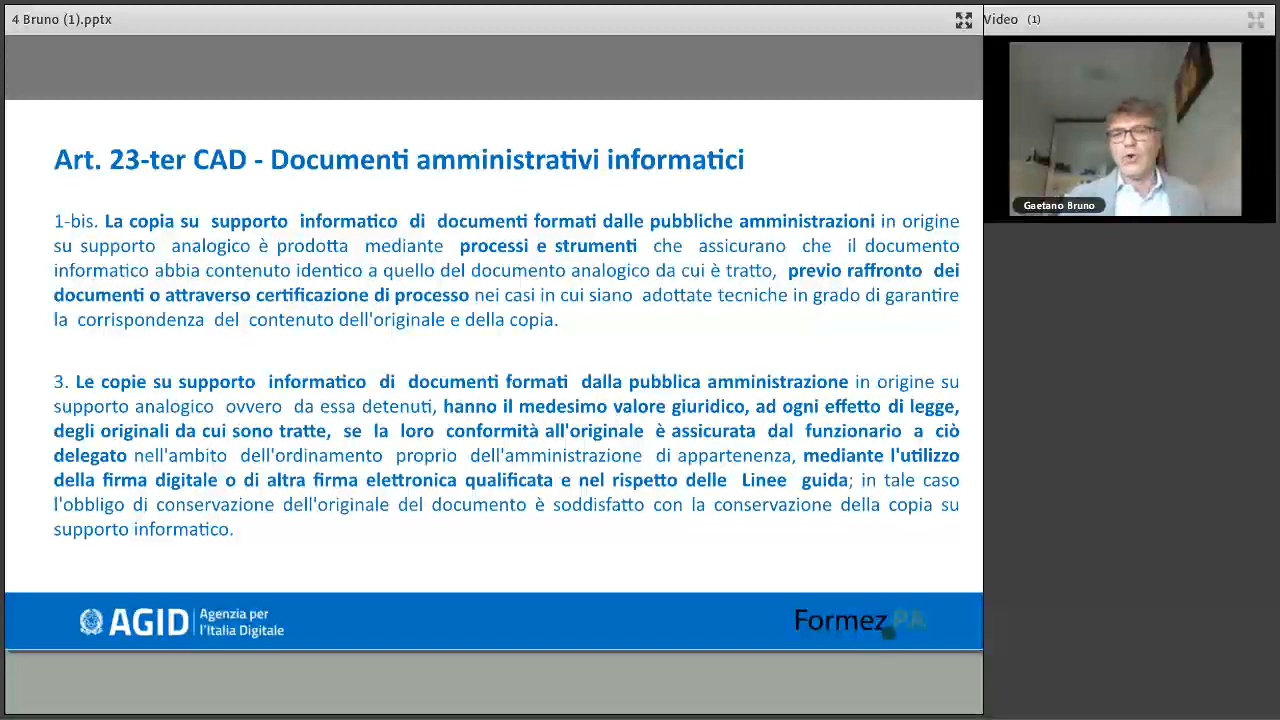 4 Bruno (1).pptx
Video (1)
Gaetano Bruno
Art. 23-ter CAD - Documenti amministrativi informatici
1-bis. La copia su supporto informatico di documenti formati dalle pubbliche amministrazioni in origine
su supporto analogico è prodotta mediante processi e strumenti che assicurano che il documento
informatico abbia contenuto identico a quello del documento analogico da cui è tratto, previo raffronto dei
documenti o attraverso certificazione di processo nei casi in cui siano adottate tecniche in grado di garantire
la corrispondenza del contenuto dell'originale e della copia.
3. Le copie su supporto informatico di documenti formati dalla pubblica amministrazione in origine su
supporto analogico ovvero da essa detenuti, hanno il medesimo valore giuridico, ad ogni effetto di legge,
degli originali da cui sono tratte, se la loro conformità all'originale è assicurata dal funzionario a ciò
delegato nell'ambito dell'ordinamento proprio dell'amministrazione di appartenenza, mediante l'utilizzo
della firma digitale o di altra firma elettronica qualificata e nel rispetto delle Linee guida; in tale caso
l'obbligo di conservazione dell'originale del documento è soddisfatto con la conservazione della copia su
supporto informatico.
AGID
Agenzia per
l'Italia Digitale
Formez PA